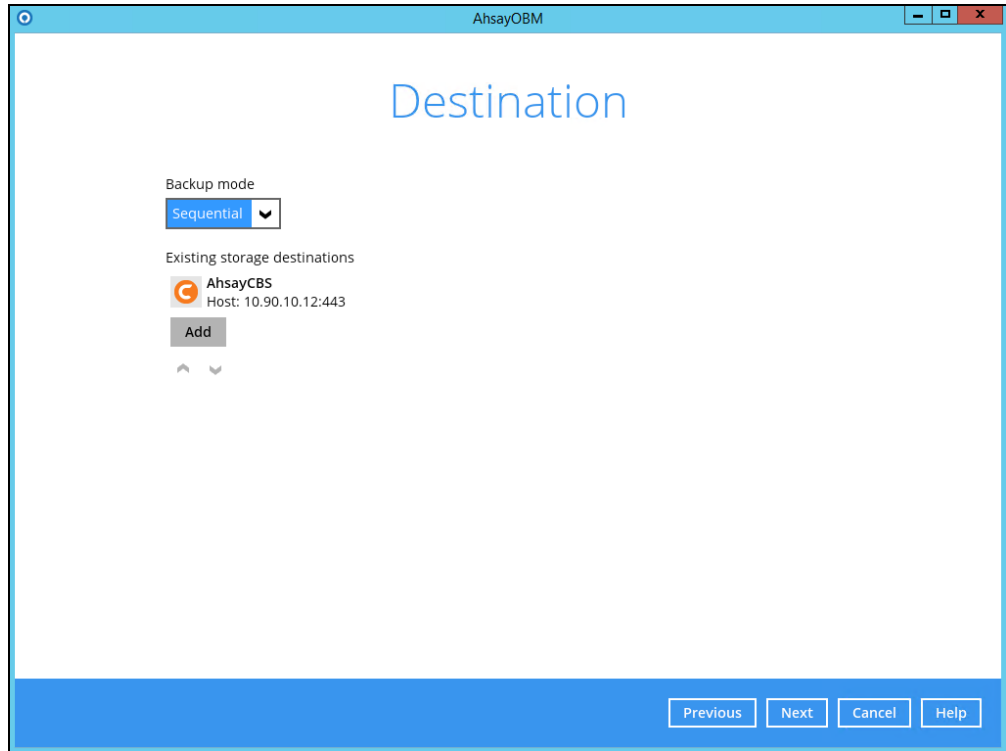 AhsayOBM
Destination
Backup mode
Sequential
Existing storage destinations
AhsayCBS
Host: 10.90.10.12:443
Add
Previous Next Cancel Help